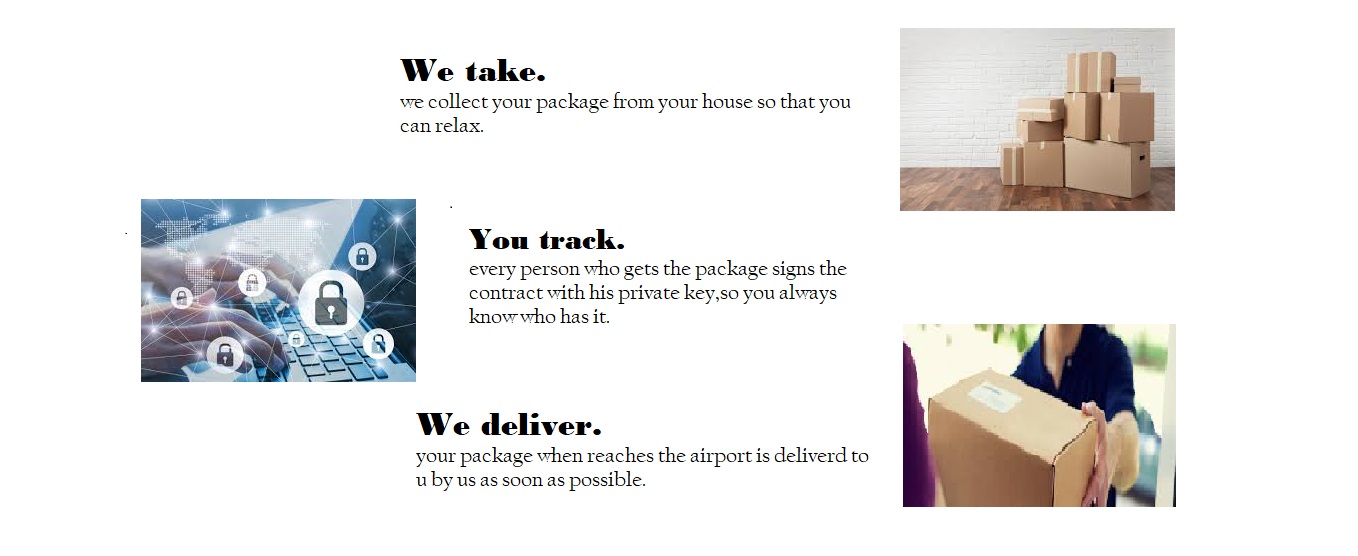 We take.
we collect your package from your house so that you
can relax.
You track.
every person who gets the package signs the
contract with his private key,so you always
know who has it.
We deliver.
your package when reaches the airport is deliverd to
u by us as soon as possible.